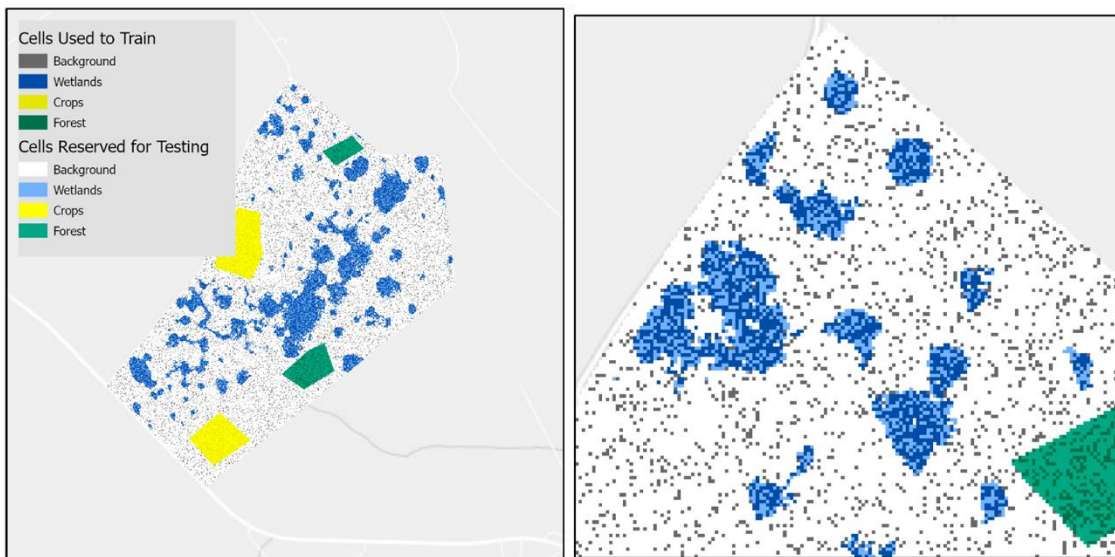 Cells Used to Train
Background
Wetlands
Crops
Forest
Cells Reserved for Testing
Background
Wetlands
Crops
Forest